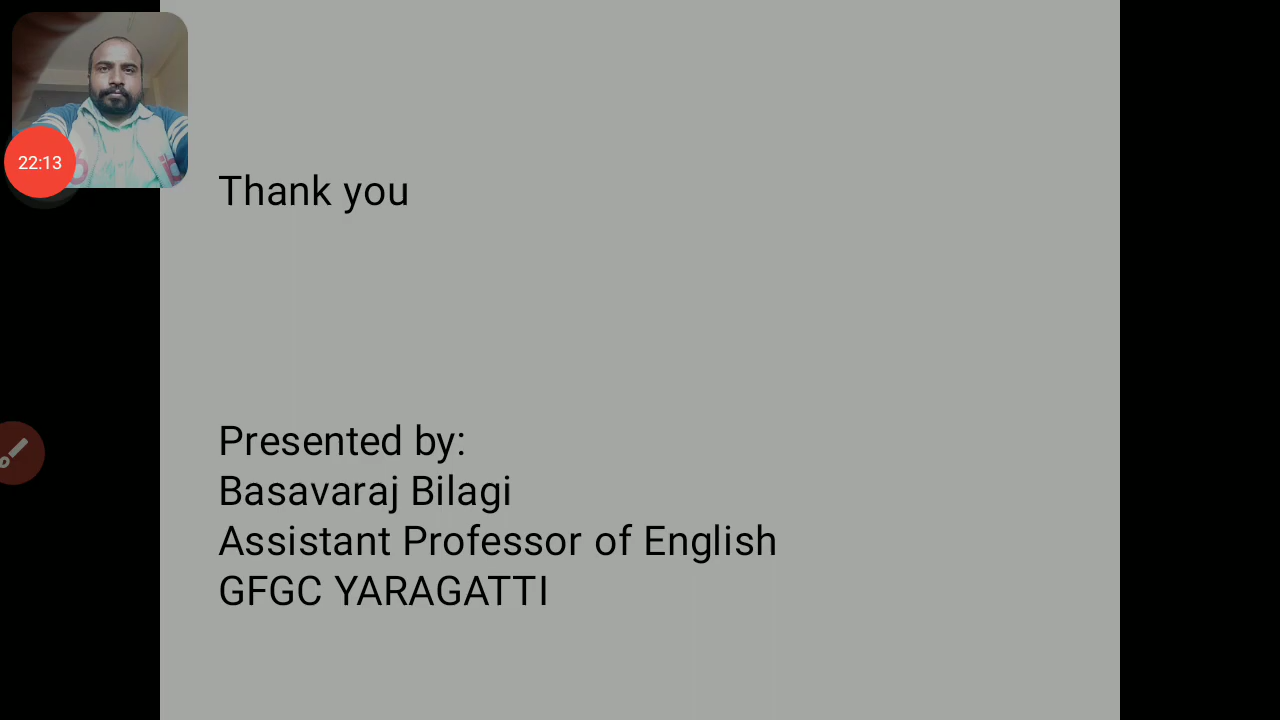 22:13
Thank you
Presented by:
Basavaraj Bilagi
Assistant Professor of English
GFGC YARAGATTI